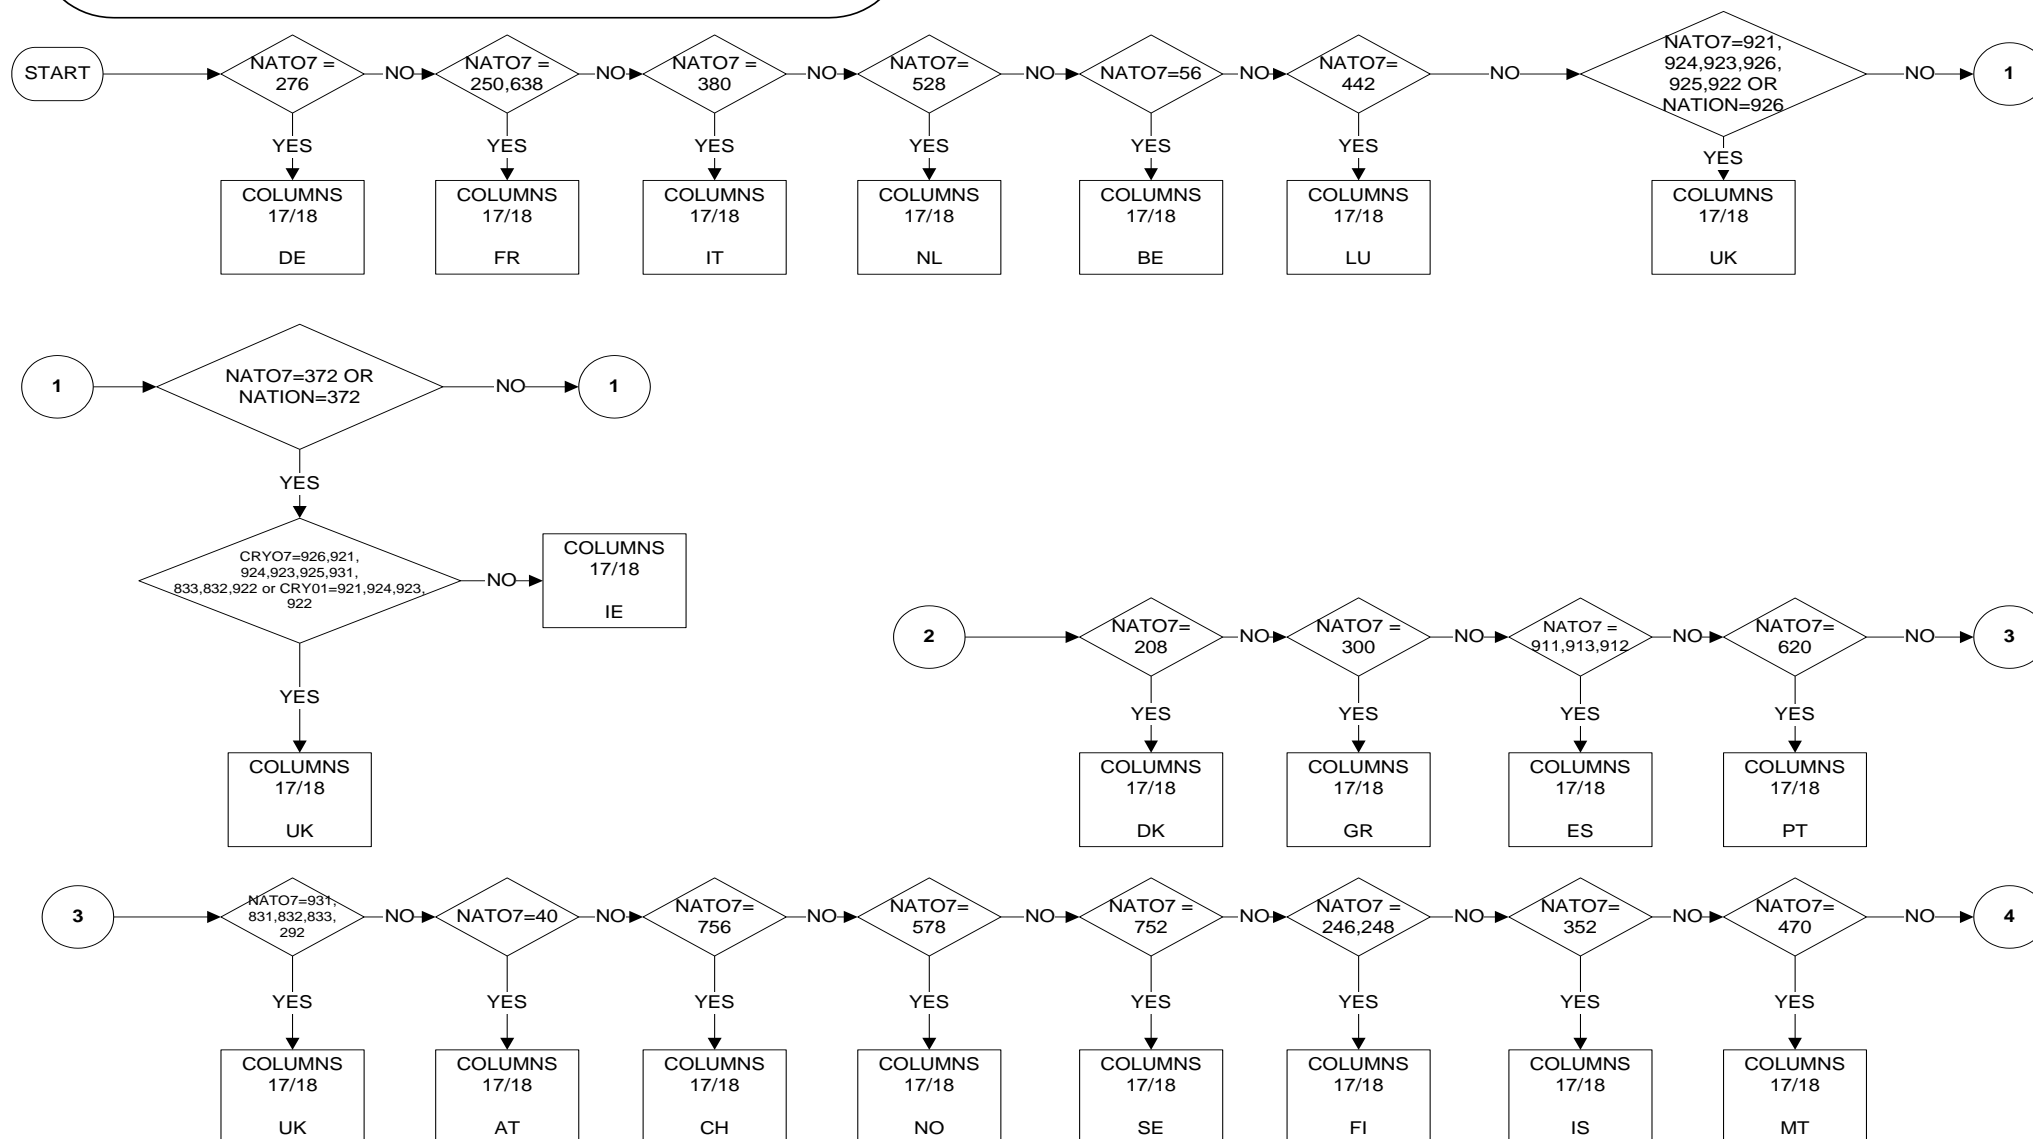 START
NATO7 =
276
NO
NATO7 =
250,638
NO
NATO7 =
380
NO
NATO7=
528
NO
NATO7=56
NO
NATO7=
442
NO
NATO7=921,
924,923,926,
925,922 OR
NATION=926
NO
1
YES
YES
YES
YES
YES
YES
YES
COLUMNS
17/18
DE
COLUMNS
17/18
FR
COLUMNS
17/18
IT
COLUMNS
17/18
NL
COLUMNS
17/18
BE
COLUMNS
17/18
LU
COLUMNS
17/18
UK
1
NATO7=372 OR
NATION=372
NO
1
YES
CRYO7=926,921,
924,923,925,931,
833,832,922 or CRY01=921,924,923,
922
NO
COLUMNS
17/18
IE
YES
COLUMNS
17/18
UK
2
NATO7=
208
NO
NATO7 =
300
NO
NATO7 =
911,913,912
NO
NATO7=
620
NO
3
YES
YES
YES
YES
COLUMNS
17/18
DK
COLUMNS
17/18
GR
COLUMNS
17/18
ES
COLUMNS
17/18
PT
3
NATO7=931,
831,832,833,
292
NO
NATO7=40
NO
NATO7=
756
NO
NATO7=
578
NO
NATO7 =
752
NO
NATO7 =
246,248
NO
NATO7=
352
NO
NATO7=
470
NO
4
YES
YES
YES
YES
YES
YES
YES
YES
COLUMNS
17/18
UK
COLUMNS
17/18
AT
COLUMNS
17/18
CH
COLUMNS
17/18
NO
COLUMNS
17/18
SE
COLUMNS
17/18
FI
COLUMNS
17/18
IS
COLUMNS
17/18
MT